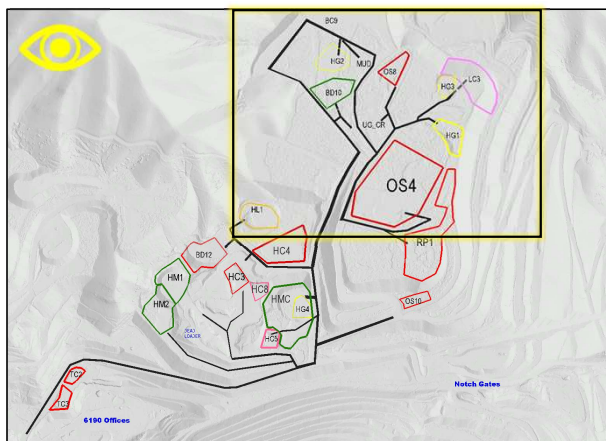 BC9
HG2
MUD
OS8
HG3
LC3
BD10
UG_CR
HG1
OS4
HL1
RP1
BD12
HC4
HM1
HC3
HC8
HM2
HMC
HG4
OS10
HC5
TC2
TC3
6190 Offices
Notch Gates